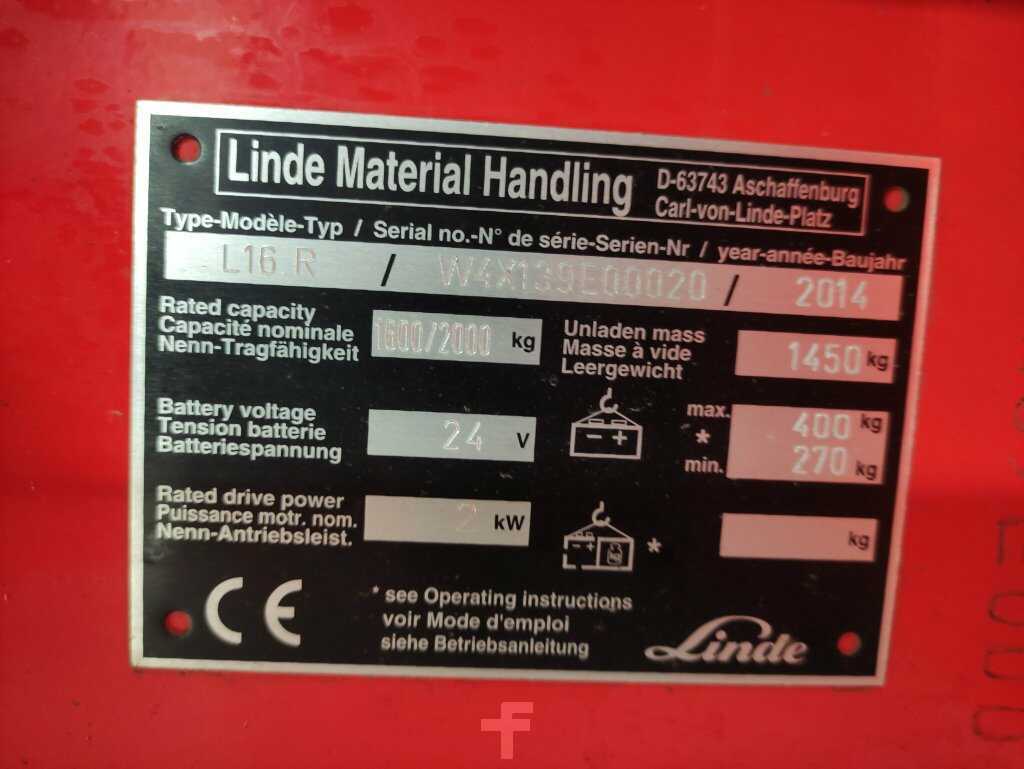 Linde Material Handling
D-63743 Aschaffenburg
Carl-von-Linde-Platz
Type-Modèle-Typ / Serial no.-N° de série-Serien-Nr / year-année-Baujahr
L16 R / W4X139E00020 / 2014
Rated capacity
Capacité nominale
Nenn-Tragfähigkeit
1600/2000 kg
Unladen mass
Masse à vide
Leergewicht
1450 kg
Battery voltage
Tension batterie
Batteriespannung
24 V
- +
max. 400 kg
*
min. 270 kg
Rated drive power
Puissance motr. nom.
Nenn-Antriebsleist.
2 kW
- +
*
kg
CE
* see Operating instructions
voir Mode d'emploi
siehe Betriebsanleitung
Linde